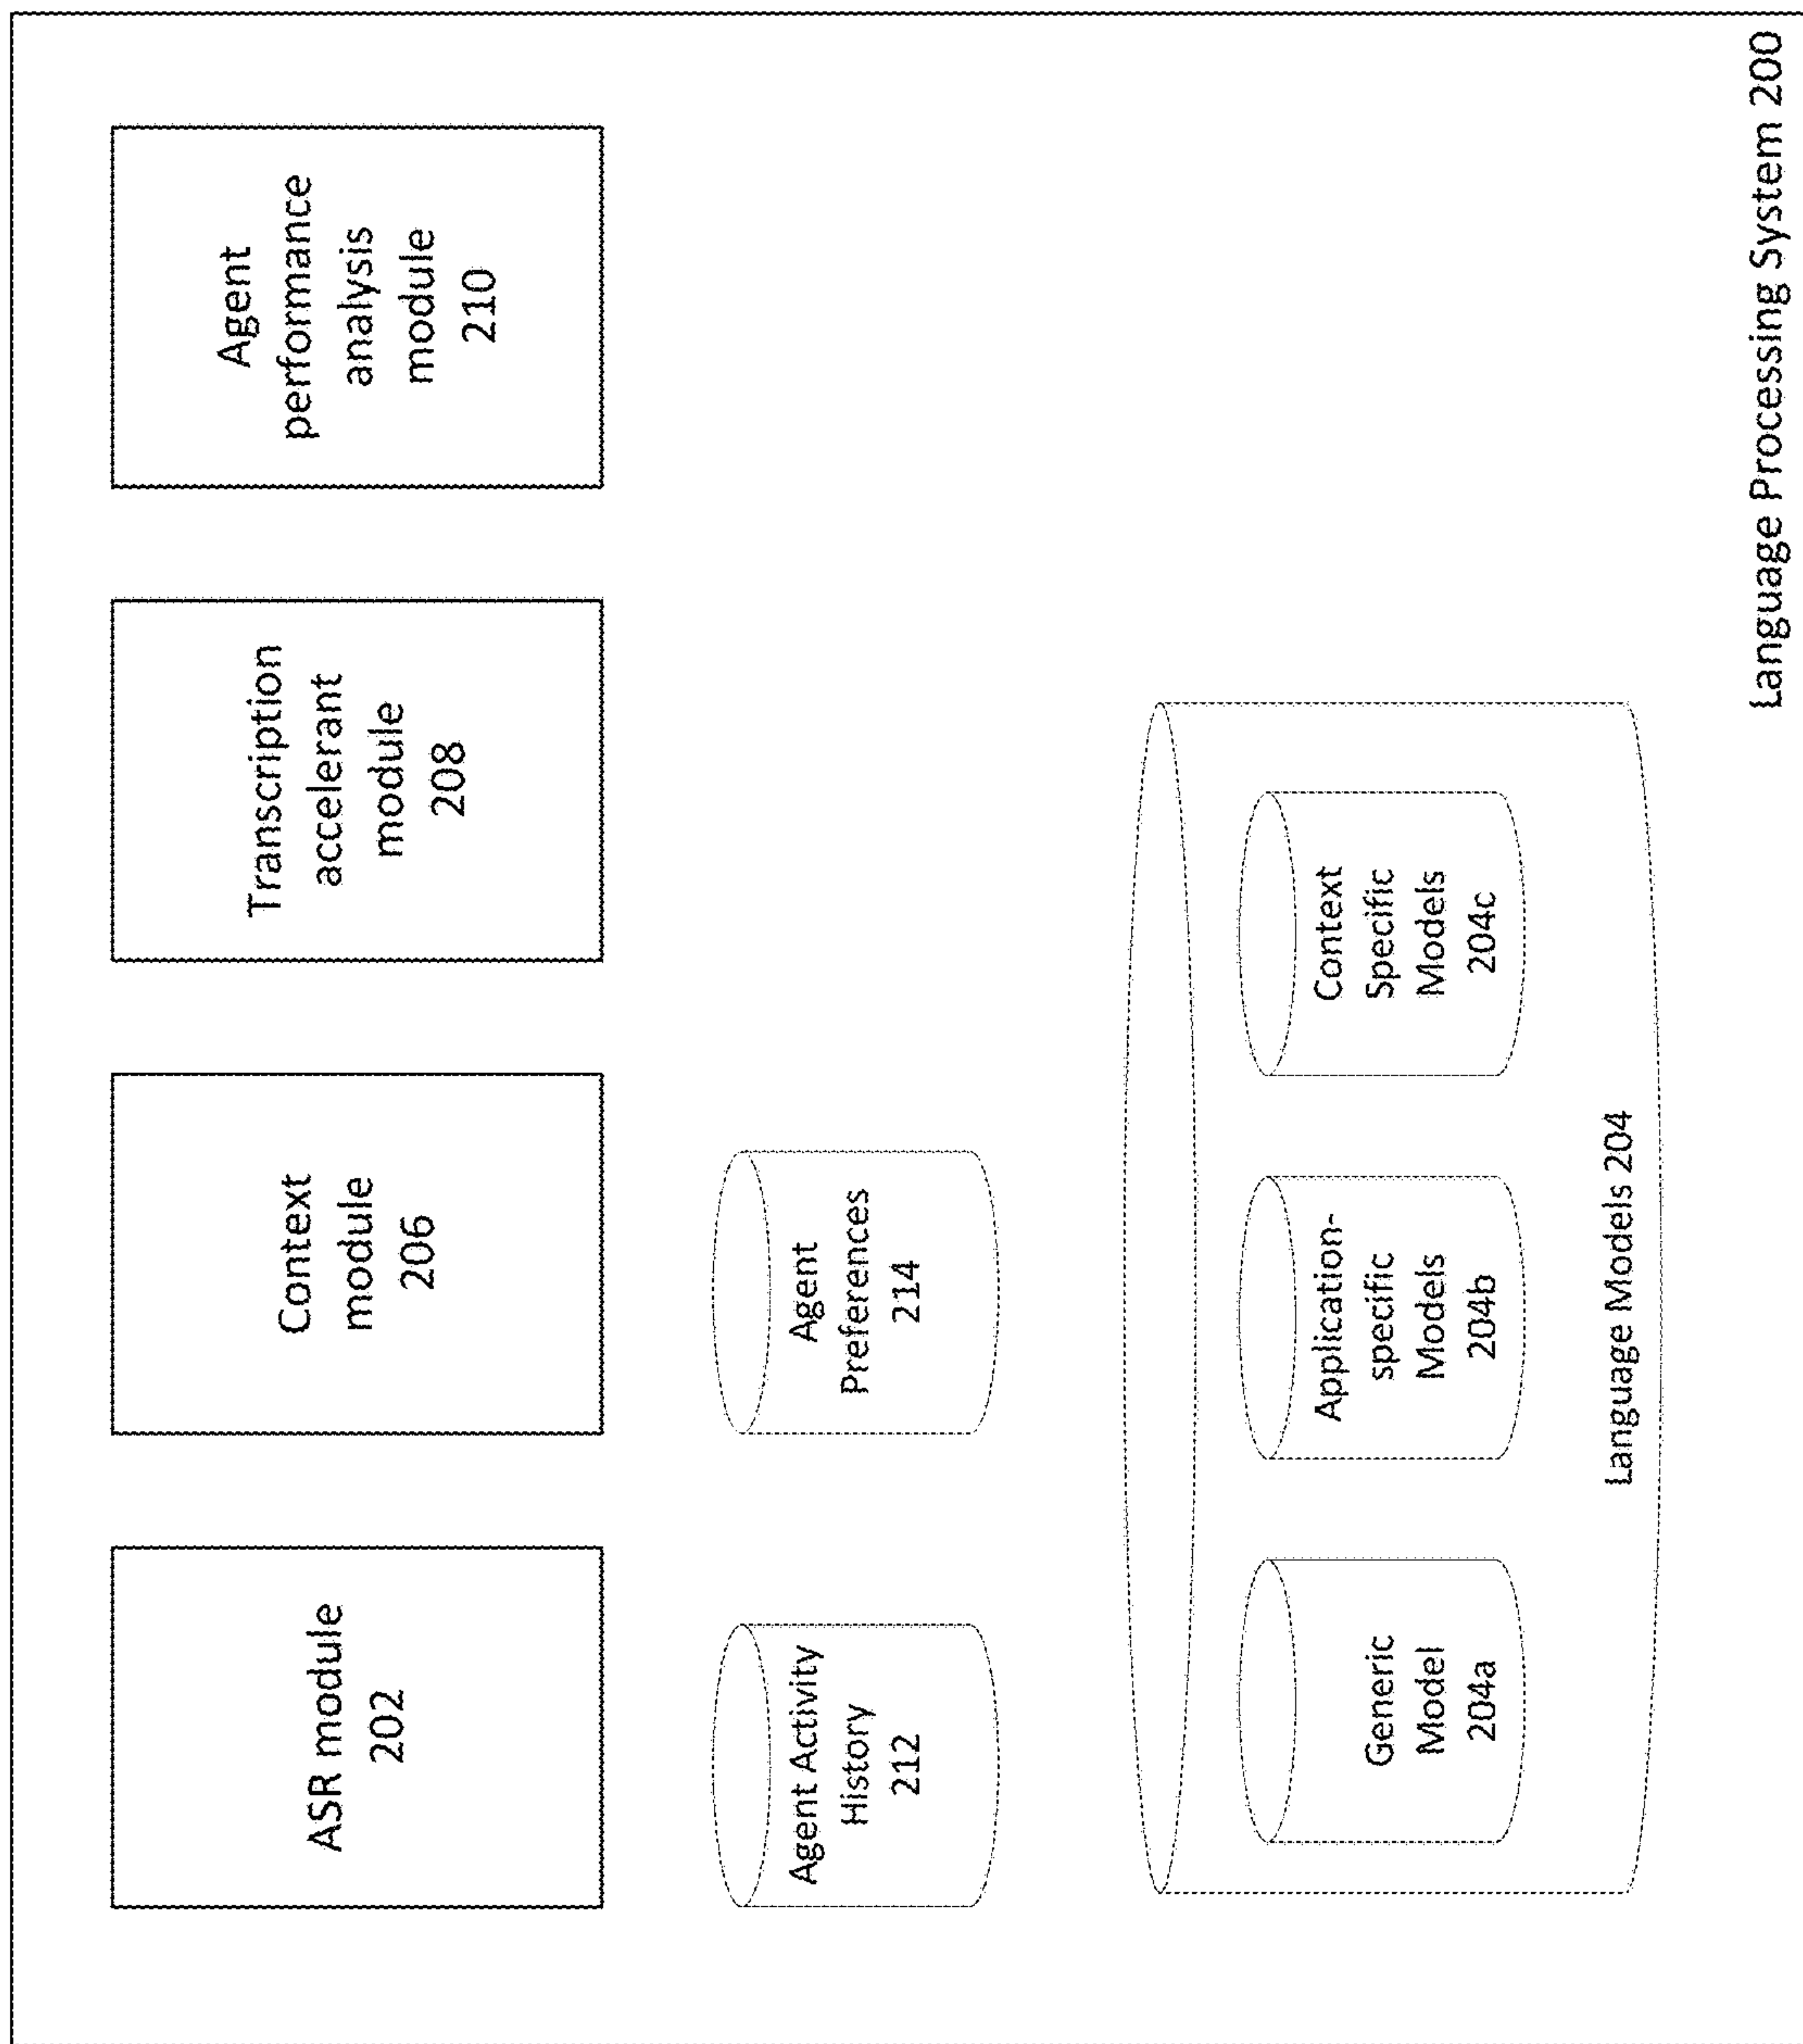 ASR module
202
Context
module
206
Transcription
accelerant
module
208
Agent
performance
analysis
module
210
Agent Activity
History
212
Agent
Preferences
214
Generic
Model
204a
Application-
specific
Models
204b
Context
Specific
Models
204c
Language Models 204
Language Processing System 200